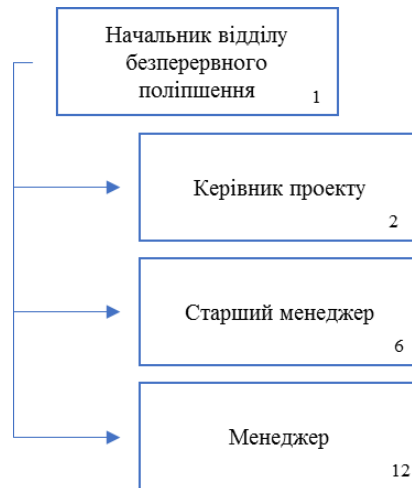 Начальник відділу
безперервного
поліпшення
1
Керівник проекту
2
Старший менеджер
6
Менеджер
12